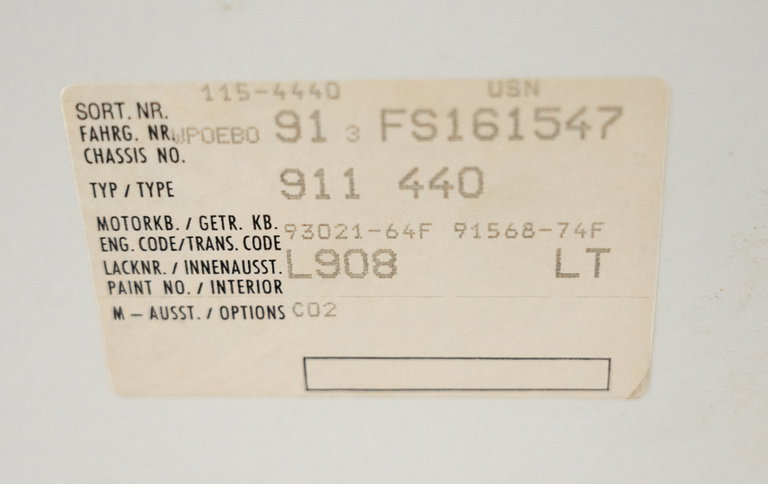 115-4440 USN
SORT. NR.
FAHRG. NR. WPOEBO 91 3 FS161547
CHASSIS NO.
TYP / TYPE 911 440
MOTORKB. / GETR. KB. 93021-64F 91568-74F
ENG. CODE/TRANS. CODE
LACKNR. / INNENAUSST. L908 LT
PAINT NO. / INTERIOR
M – AUSST. / OPTIONS C02